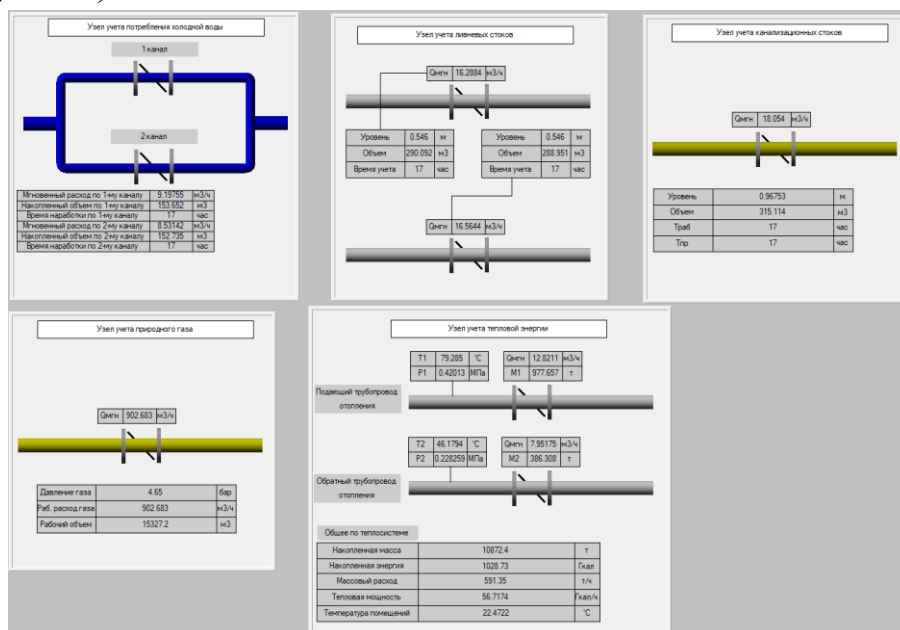 Узел учета потребления холодной воды
1 канал
2 канал
Мгновенный расход по 1-му каналу 9.19755 м3/ч
Накопленный объем по 1-му каналу 153.652 м3
Время наработки по 1-му каналу 17 час
Мгновенный расход по 2-му каналу 8.53142 м3/ч
Накопленный объем по 2-му каналу 152.735 м3
Время наработки по 2-му каналу 17 час
Узел учета ливневых стоков
Qмгн 16.2884 м3/ч
Уровень 0.546 м
Объем 290.092 м3
Время учета 17 час
Уровень 0.546 м
Объем 288.951 м3
Время учета 17 час
Qмгн 16.5644 м3/ч
Узел учета канализационных стоков
Qмгн 18.054 м3/ч
Уровень 0.96753 м
Объем 315.114 м3
Tраб 17 час
Tпр 17 час
Узел учета природного газа
Qмгн 902.683 м3/ч
Давление газа 4.65 бар
Раб. расход газа 902.683 м3/ч
Рабочий объем 15327.2 м3
Узел учета тепловой энергии
T1 79.285 °C
P1 0.42013 МПа
Qмгн 12.8211 м3/ч
M1 977.657 т
Подающий трубопровод
отопления
T2 46.1794 °C
P2 0.228259 МПа
Qмгн 7.95175 м3/ч
M2 386.308 т
Обратный трубопровод
отопления
Общее по теплосистеме
Накопленная масса 10872.4 т
Накопленная энергия 1028.73 Гкал
Массовый расход 591.35 т/ч
Тепловая мощность 56.7174 Гкал/ч
Температура помещений 22.4722 °C